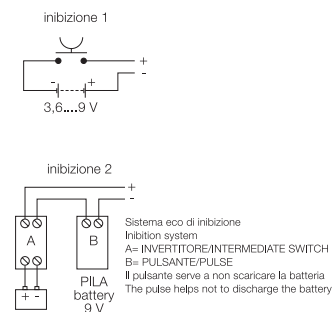 inibizione 1
+
-
- +
3,6....9 V
inibizione 2
+
-
A
B
+ -
PILA
battery
9 V
Sistema eco di inibizione
Inibition system
A= INVERTITORE/INTERMEDIATE SWITCH
B= PULSANTE/PULSE
Il pulsante serve a non scaricare la batteria
The pulse helps not to discharge the battery